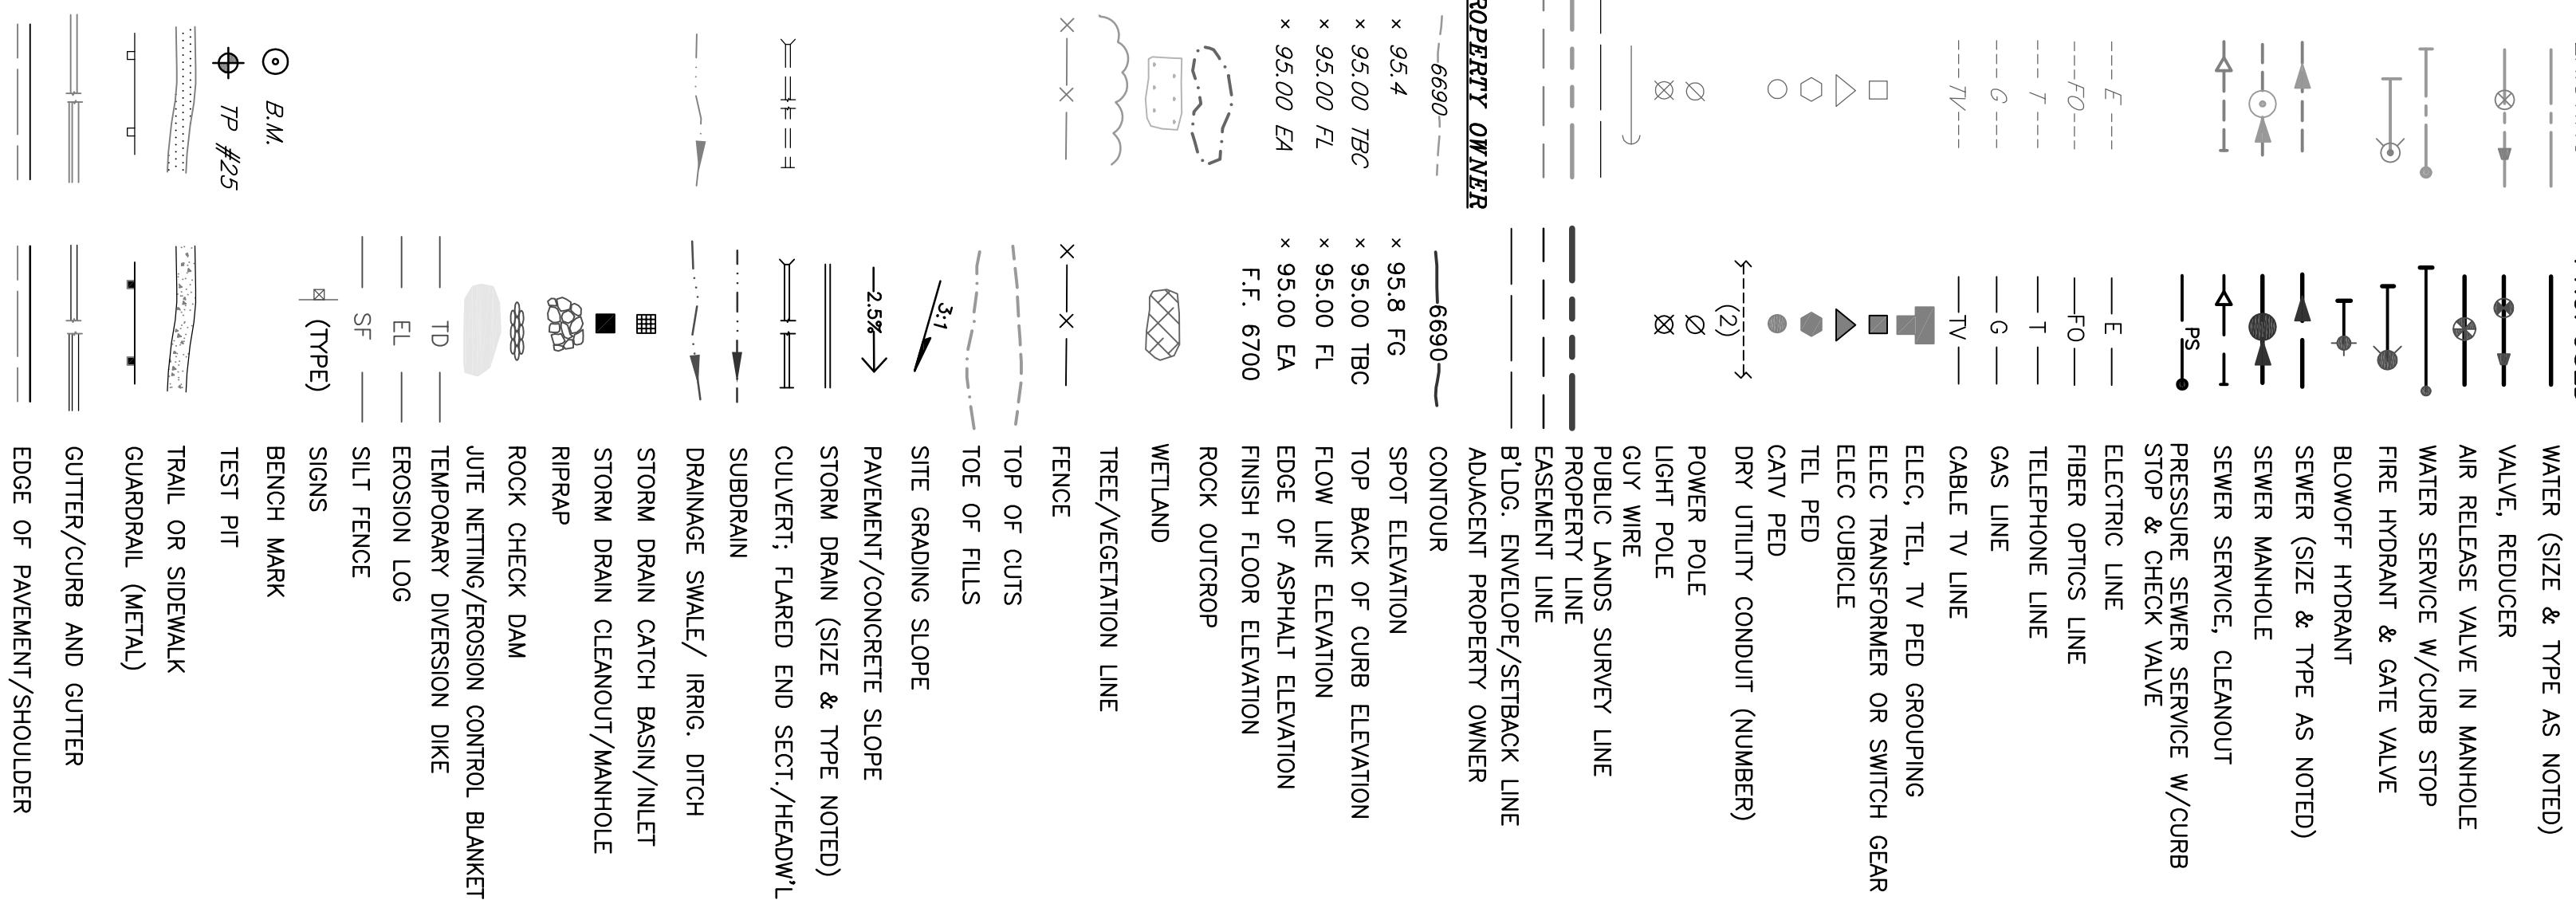 WATER (SIZE & TYPE AS NOTED)
VALVE, REDUCER
AIR RELEASE VALVE IN MANHOLE
WATER SERVICE W/CURB STOP
FIRE HYDRANT & GATE VALVE
BLOWOFF HYDRANT
SEWER (SIZE & TYPE AS NOTED)
SEWER MANHOLE
SEWER SERVICE, CLEANOUT
PS PRESSURE SEWER SERVICE W/CURB
STOP & CHECK VALVE
E E ELECTRIC LINE
FO FO FIBER OPTICS LINE
T T TELEPHONE LINE
G G GAS LINE
TV TV CABLE TV LINE
ELEC, TEL, TV PED GROUPING
ELEC TRANSFORMER OR SWITCH GEAR
ELEC CUBICLE
TEL PED
CATV PED
(2) DRY UTILITY CONDUIT (NUMBER)
POWER POLE
LIGHT POLE
GUY WIRE
PUBLIC LANDS SURVEY LINE
PROPERTY LINE
EASEMENT LINE
B'LDG. ENVELOPE/SETBACK LINE
ROPERTY OWNER ADJACENT PROPERTY OWNER
6690 6690 CONTOUR
× 95.4 × 95.8 FG SPOT ELEVATION
× 95.00 TBC × 95.00 TBC TOP BACK OF CURB ELEVATION
× 95.00 FL × 95.00 FL FLOW LINE ELEVATION
× 95.00 EA × 95.00 EA EDGE OF ASPHALT ELEVATION
F.F. 6700 FINISH FLOOR ELEVATION
ROCK OUTCROP
WETLAND
TREE/VEGETATION LINE
FENCE
TOP OF CUTS
TOE OF FILLS
3:1 SITE GRADING SLOPE
2.5% PAVEMENT/CONCRETE SLOPE
STORM DRAIN (SIZE & TYPE NOTED)
CULVERT; FLARED END SECT./HEADW'L
SUBDRAIN
DRAINAGE SWALE/ IRRIG. DITCH
STORM DRAIN CATCH BASIN/INLET
STORM DRAIN CLEANOUT/MANHOLE
RIPRAP
ROCK CHECK DAM
JUTE NETTING/EROSION CONTROL BLANKET
TD TEMPORARY DIVERSION DIKE
EL EROSION LOG
SF SILT FENCE
(TYPE) SIGNS
B.M. BENCH MARK
TP #25 TEST PIT
TRAIL OR SIDEWALK
GUARDRAIL (METAL)
GUTTER/CURB AND GUTTER
EDGE OF PAVEMENT/SHOULDER